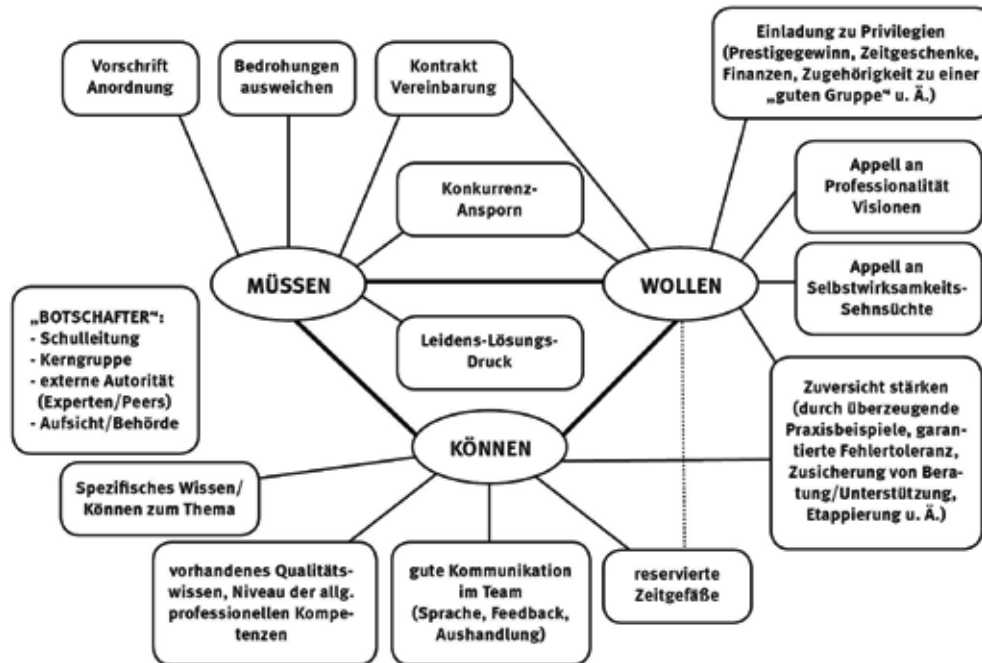 Vorschrift
Anordnung
Bedrohungen
ausweichen
Kontrakt
Vereinbarung
Einladung zu Privilegien
(Prestigegewinn, Zeitgeschenke,
Finanzen, Zugehörigkeit zu einer
„guten Gruppe“ u. Ä.)
Konkurrenz-
Ansporn
Appell an
Professionalität
Visionen
MÜSSEN
WOLLEN
Appell an
Selbstwirksamkeits-
Sehnsüchte
„BOTSCHAFTER“:
- Schulleitung
- Kerngruppe
- externe Autorität
(Experten/Peers)
- Aufsicht/Behörde
Leidens-Lösungs-
Druck
Zuversicht stärken
(durch überzeugende
Praxisbeispiele, garan-
tierte Fehlertoleranz,
Zusicherung von Bera-
tung/Unterstützung,
Etappierung u. Ä.)
KÖNNEN
Spezifisches Wissen/
Können zum Thema
vorhandenes Qualitäts-
wissen, Niveau der allg.
professionellen Kompe-
tenzen
gute Kommunikation
im Team
(Sprache, Feedback,
Aushandlung)
reservierte
Zeitgefäße